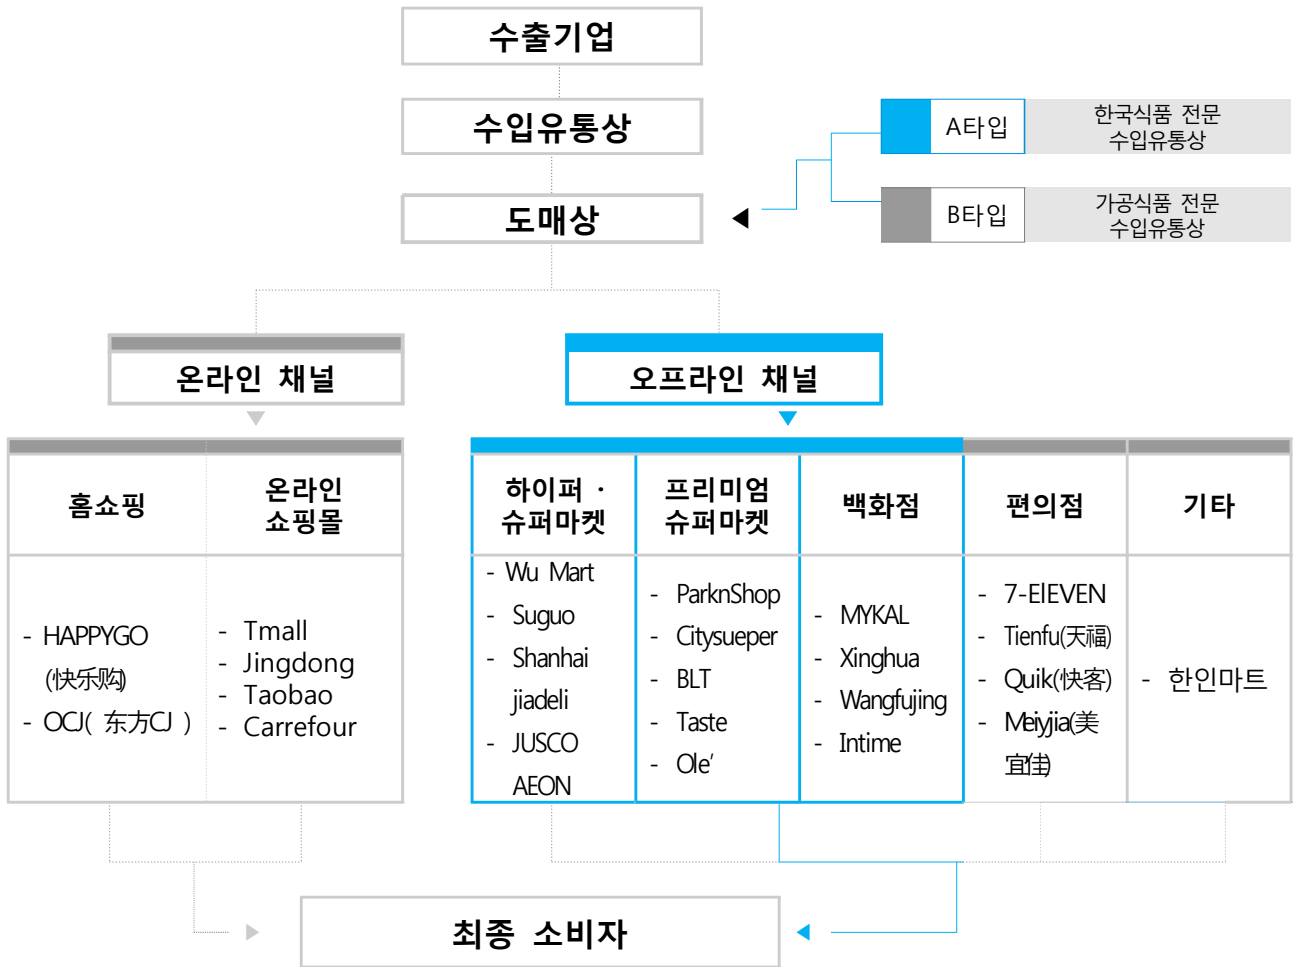 수출기업
수입유통상
도매상
A타입
한국식품 전문
수입유통상
B타입
가공식품 전문
수입유통상
온라인 채널
오프라인 채널
홈쇼핑
온라인
쇼핑몰
하이퍼 ·
슈퍼마켓
프리미엄
슈퍼마켓
백화점
편의점
기타
- HAPPYGO
(快乐购)
- OCJ( 东方CJ )
- Tmall
- Jingdong
- Taobao
- Carrefour
- Wu Mart
- Suguo
- Shanhai
jiadeli
- JUSCO
AEON
- ParknShop
- Citysueper
- BLT
- Taste
- Ole'
- MYKAL
- Xinghua
- Wangfujing
- Intime
- 7-ElEVEN
- Tienfu(天福)
- Quik(快客)
- Meiyjia(美
宜佳)
- 한인마트
최종 소비자